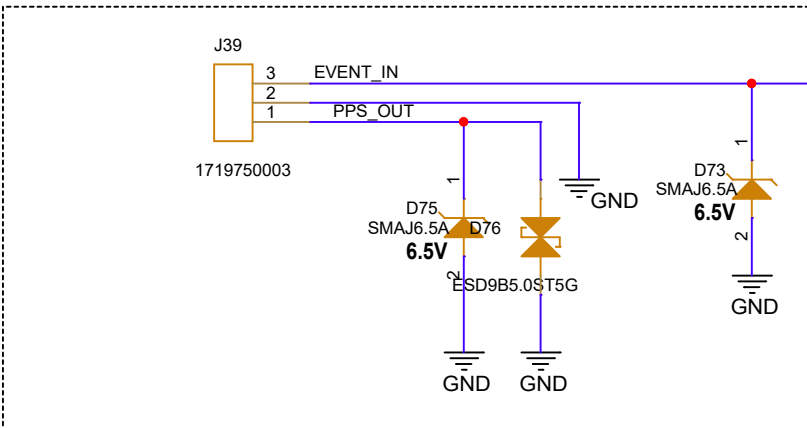 J39
3 EVENT_IN
2
1 PPS_OUT
1719750003
GND
1
D75
SMAJ6.5A
6.5V
2
D76
ESD9B5.0ST5G
GND
GND
1
D73
SMAJ6.5A
6.5V
2
GND